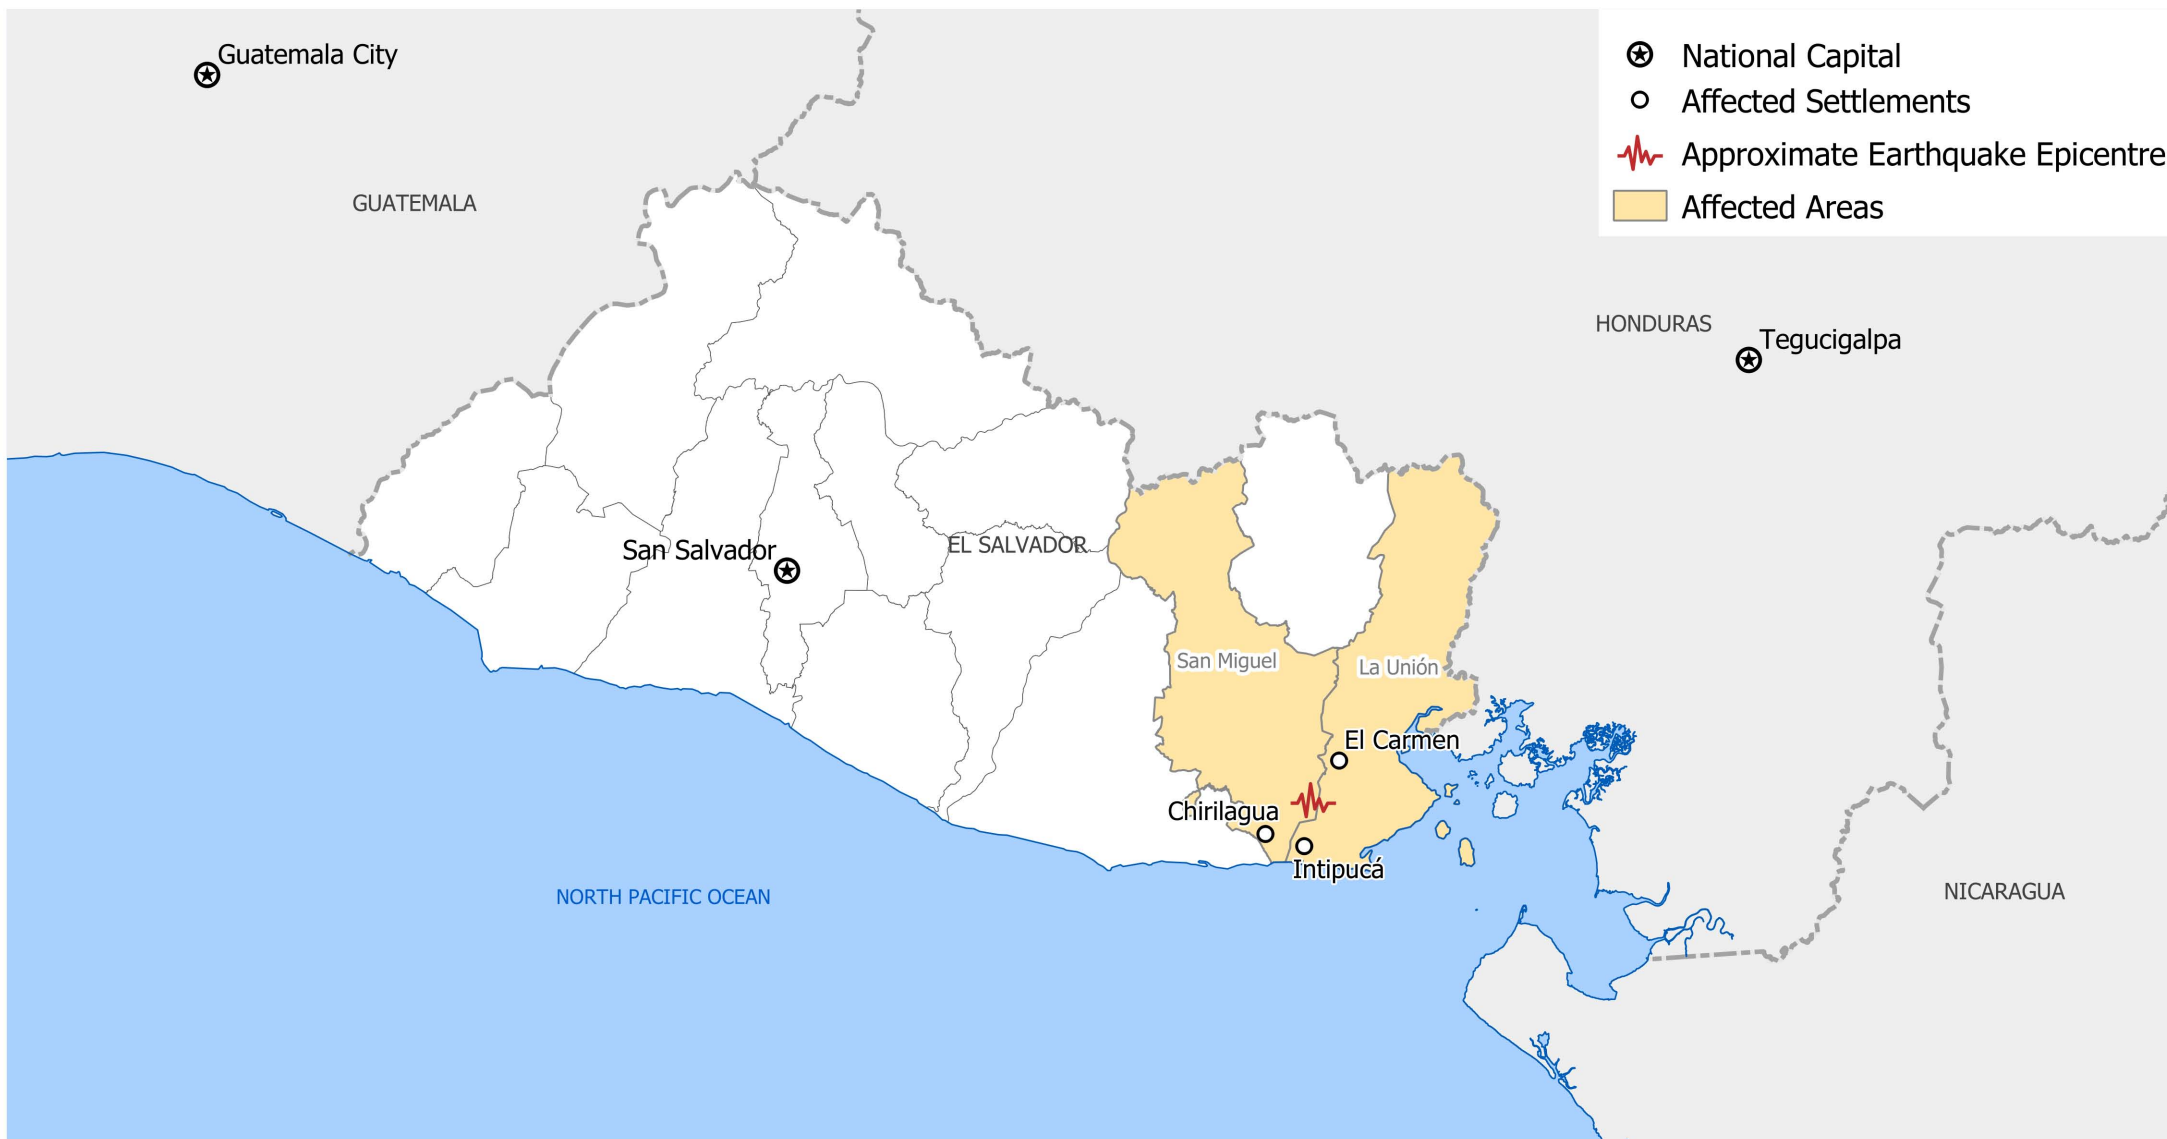 Guatemala City
National Capital
Affected Settlements
Approximate Earthquake Epicentre
Affected Areas
GUATEMALA
HONDURAS
Tegucigalpa
San Salvador
EL SALVADOR
San Miguel
La Unión
El Carmen
Chirilagua
Intipucá
NORTH PACIFIC OCEAN
NICARAGUA